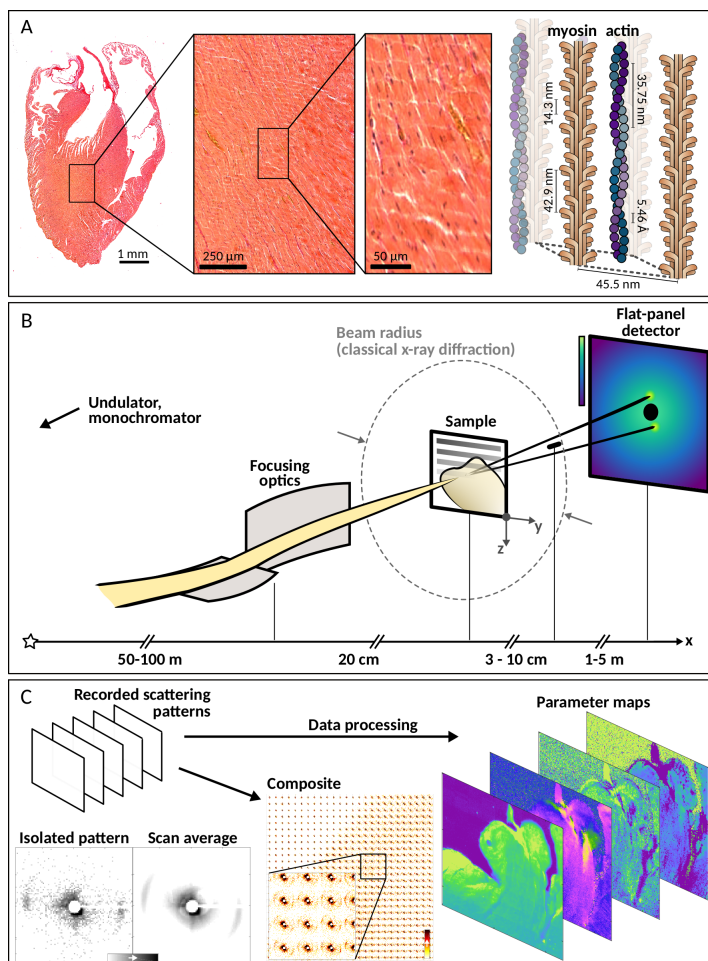 A
myosin actin
14.3 nm
35.75 nm
42.9 nm
5.46 Å
1 mm
250 µm
50 µm
45.5 nm
B
Flat-panel
detector
Beam radius
(classical x-ray diffraction)
Undulator,
monochromator
Sample
Focusing
optics
y
z
x
50-100 m
20 cm
3 - 10 cm
1-5 m
C
Recorded scattering
patterns
Parameter maps
Data processing
Composite
Isolated pattern
Scan average